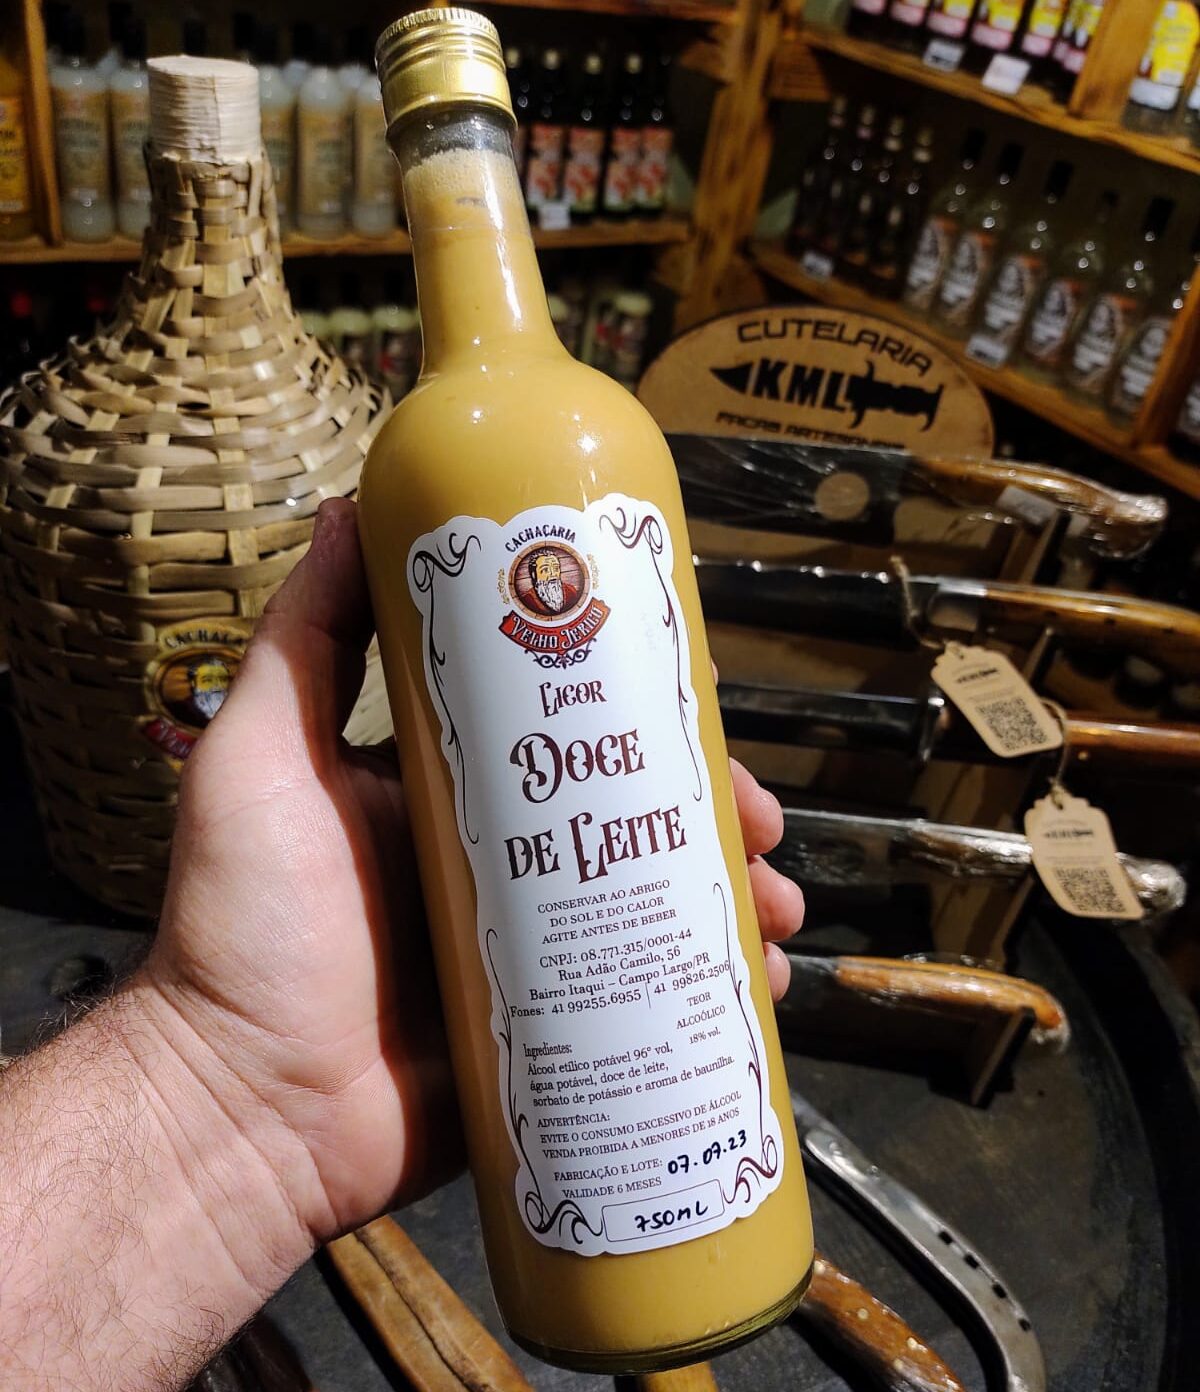 CUTELARIA
KML
FACAS ARTESANAIS
CACHAÇARIA
VELHO JERICÓ
LICOR
DOCE
DE LEITE
CONSERVAR AO ABRIGO
DO SOL E DO CALOR
AGITE ANTES DE BEBER
CNPJ: 08.771.315/0001-44
Rua Adão Camilo, 56
Bairro Itaqui – Campo Largo/PR
Fones: 41 99255.6955 | 41 99826.2506
TEOR
ALCOÓLICO
18% vol.
Ingredientes:
Álcool etílico potável 96° vol,
água potável, doce de leite,
sorbato de potássio e aroma de baunilha.
ADVERTÊNCIA:
EVITE O CONSUMO EXCESSIVO DE ÁLCOOL
VENDA PROIBIDA A MENORES DE 18 ANOS
FABRICAÇÃO E LOTE: 07.07.23
VALIDADE 6 MESES
750ML